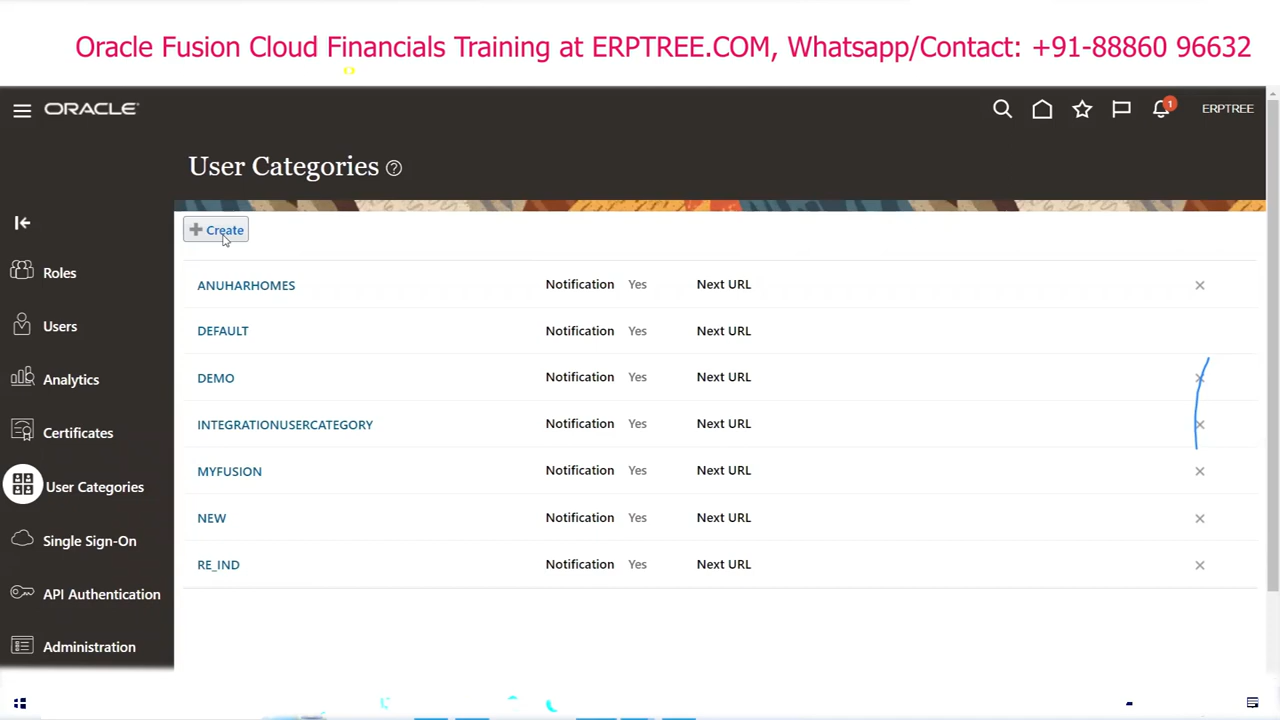 Oracle Fusion Cloud Financials Training at ERPTREE.COM, Whatsapp/Contact: +91-88860 96632
ORACLE
1
ERPTREE
User Categories ?
Create
Roles
Users
Analytics
Certificates
User Categories
Single Sign-On
API Authentication
Administration
ANUHARHOMES Notification Yes Next URL
DEFAULT Notification Yes Next URL
DEMO Notification Yes Next URL
INTEGRATIONUSERCATEGORY Notification Yes Next URL
MYFUSION Notification Yes Next URL
NEW Notification Yes Next URL
RE_IND Notification Yes Next URL